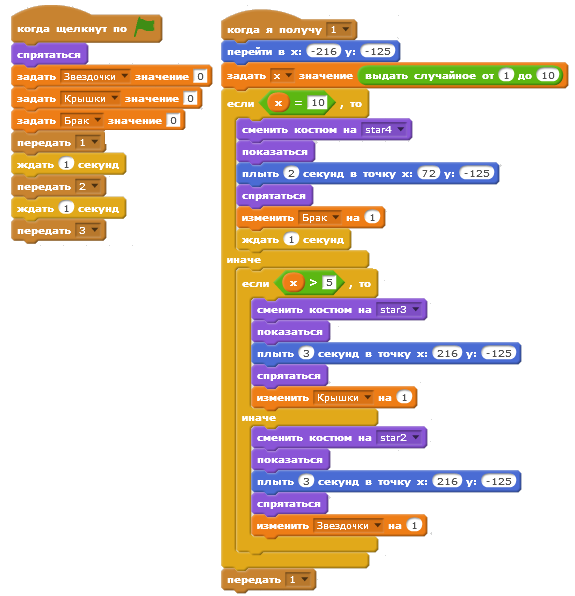 когда щелкнут по
спрятаться
задать Звездочки значение 0
задать Крышки значение 0
задать Брак значение 0
передать 1
ждать 1 секунд
передать 2
ждать 1 секунд
передать 3
когда я получу 1
перейти в x: -216 y: -125
задать x значение выдать случайное от 1 до 10
если x = 10 , то
сменить костюм на star4
показаться
плыть 2 секунд в точку x: 72 y: -125
спрятаться
изменить Брак на 1
ждать 1 секунд
иначе
если x > 5 , то
сменить костюм на star3
показаться
плыть 3 секунд в точку x: 216 y: -125
спрятаться
изменить Крышки на 1
иначе
сменить костюм на star2
показаться
плыть 3 секунд в точку x: 216 y: -125
спрятаться
изменить Звездочки на 1
передать 1